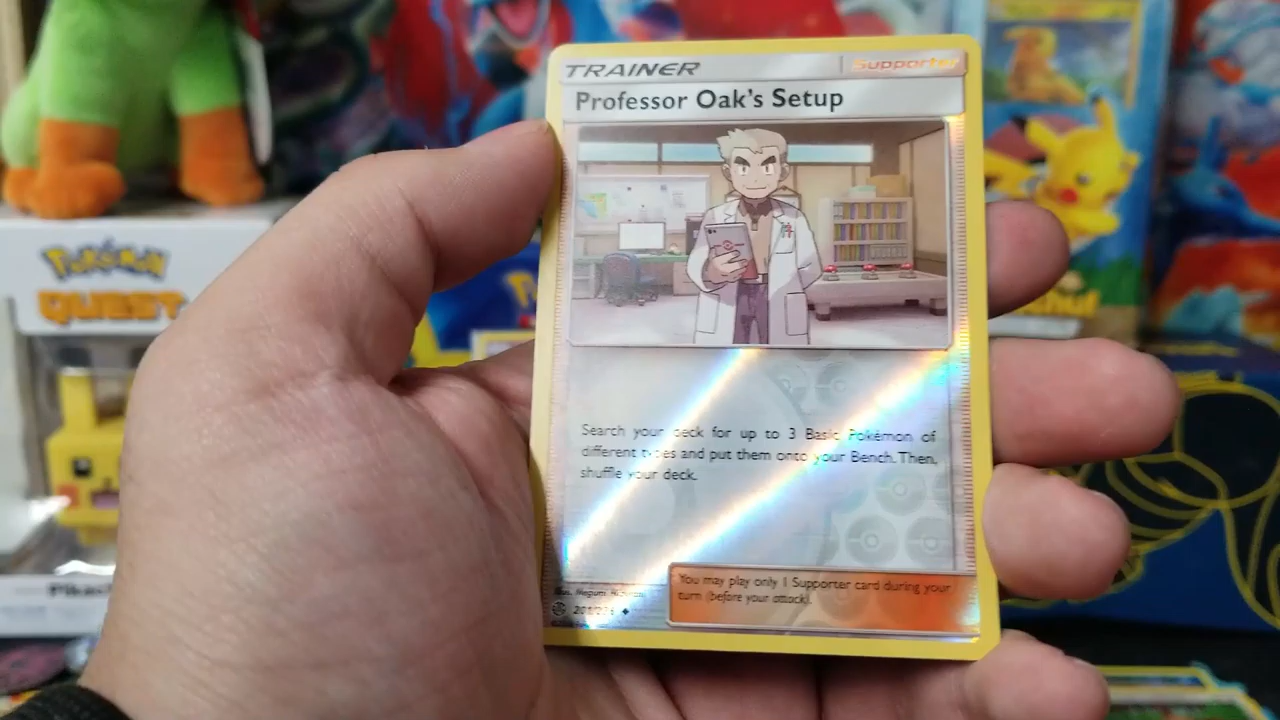 TRAINER
Supporter
Professor Oak's Setup
Pokémon
QUEST
Search your deck for up to 3 Basic Pokémon of
different types and put them onto your Bench. Then,
shuffle your deck.
You may play only 1 Supporter card during your
turn (before your attack).